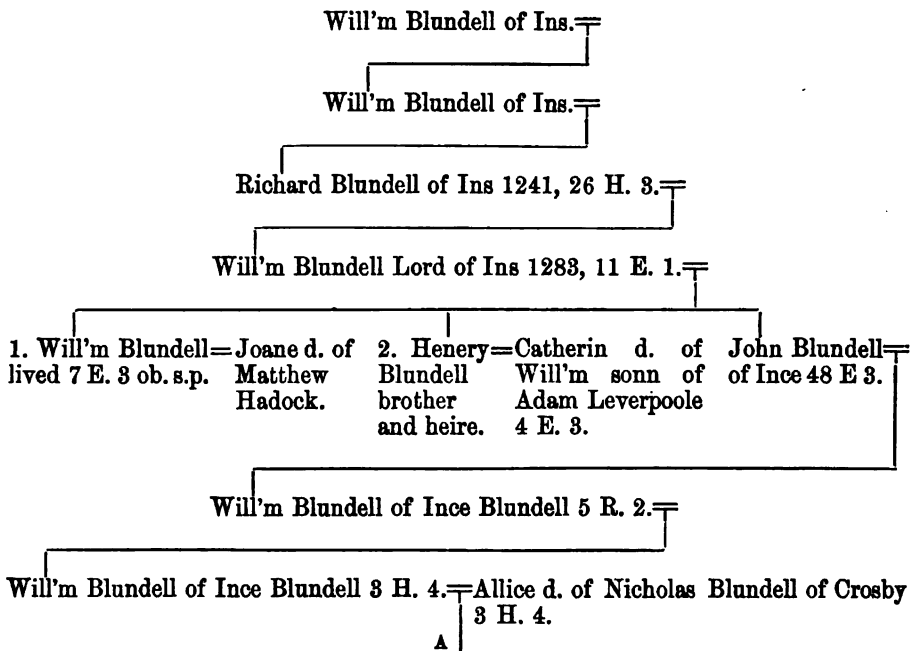 Will'm Blundell of Ins.
Will'm Blundell of Ins.
Richard Blundell of Ins 1241, 26 H. 3.
Will'm Blundell Lord of Ins 1283, 11 E. 1.
1. Will'm Blundell=Joane d. of
lived 7 E. 3 ob. s.p. Matthew
Hadock.
2. Henery=Catherin d. of
Blundell Will'm sonn of
brother Adam Leverpoole
and heire. 4 E. 3.
John Blundell
of Ince 48 E 3.
Will'm Blundell of Ince Blundell 5 R. 2.
Will'm Blundell of Ince Blundell 3 H. 4.=Allice d. of Nicholas Blundell of Crosby
3 H. 4.
A